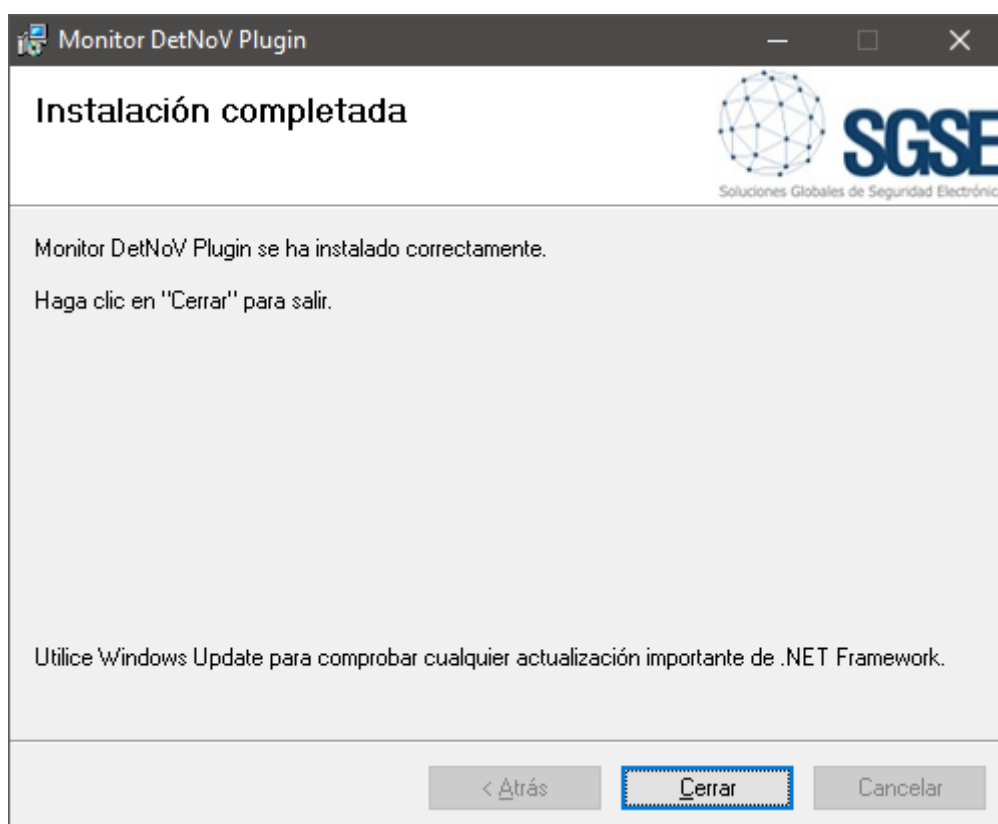 Monitor DetNoV Plugin
Instalación completada
SGSE
Soluciones Globales de Seguridad Electrónic
Monitor DetNoV Plugin se ha instalado correctamente.
Haga clic en "Cerrar" para salir.
Utilice Windows Update para comprobar cualquier actualización importante de .NET Framework.
< Atrás
Cerrar
Cancelar